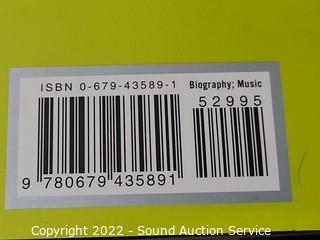 ISBN 0-679-43589-1 Biography; Music
52995
9 780679 435891
Copyright 2022 - Sound Auction Service